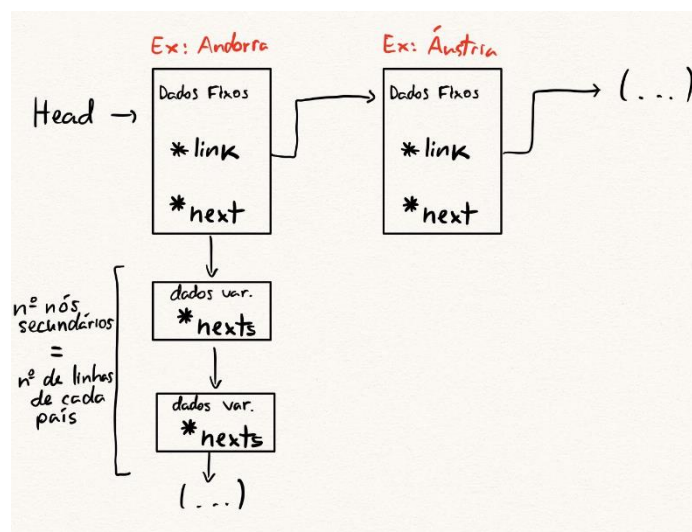 Ex: Andorra
Ex: Áustria
Head
Dados Fixos
*link
*next
Dados Fixos
*link
*next
(...)
nº nós
secundários
=
nº de linhas
de cada
país
dados var.
*nexts
dados var.
*nexts
(...)